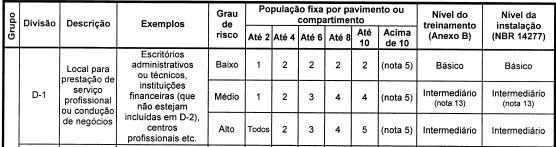 Grupo
Divisão
Descrição
Exemplos
Grau de risco
População fixa por pavimento ou compartimento
Até 2 Até 4 Até 6 Até 8 Até 10 Acima de 10
Nível do treinamento (Anexo B)
Nível da instalação (NBR 14277)
D-1
Local para prestação de serviço profissional ou condução de negócios
Escritórios administrativos ou técnicos, instituições financeiras (que não estejam incluídas em D-2), centros profissionais etc.
Baixo 1 2 2 2 2 (nota 5) Básico Básico
Médio 1 2 3 4 4 (nota 5) Intermediário (nota 13) Intermediário (nota 13)
Alto Todos 2 3 4 5 (nota 5) Intermediário Intermediário